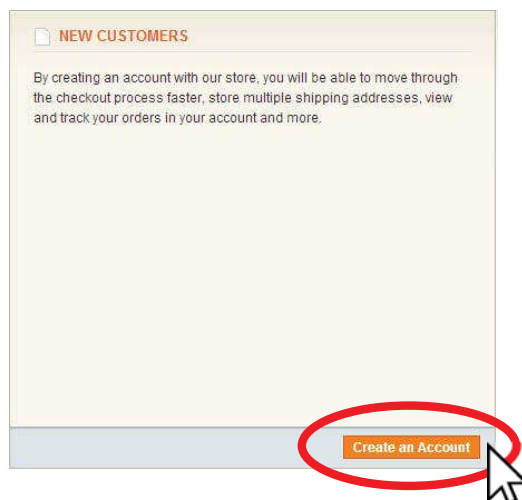 NEW CUSTOMERS
By creating an account with our store, you will be able to move through
the checkout process faster, store multiple shipping addresses, view
and track your orders in your account and more.
Create an Account